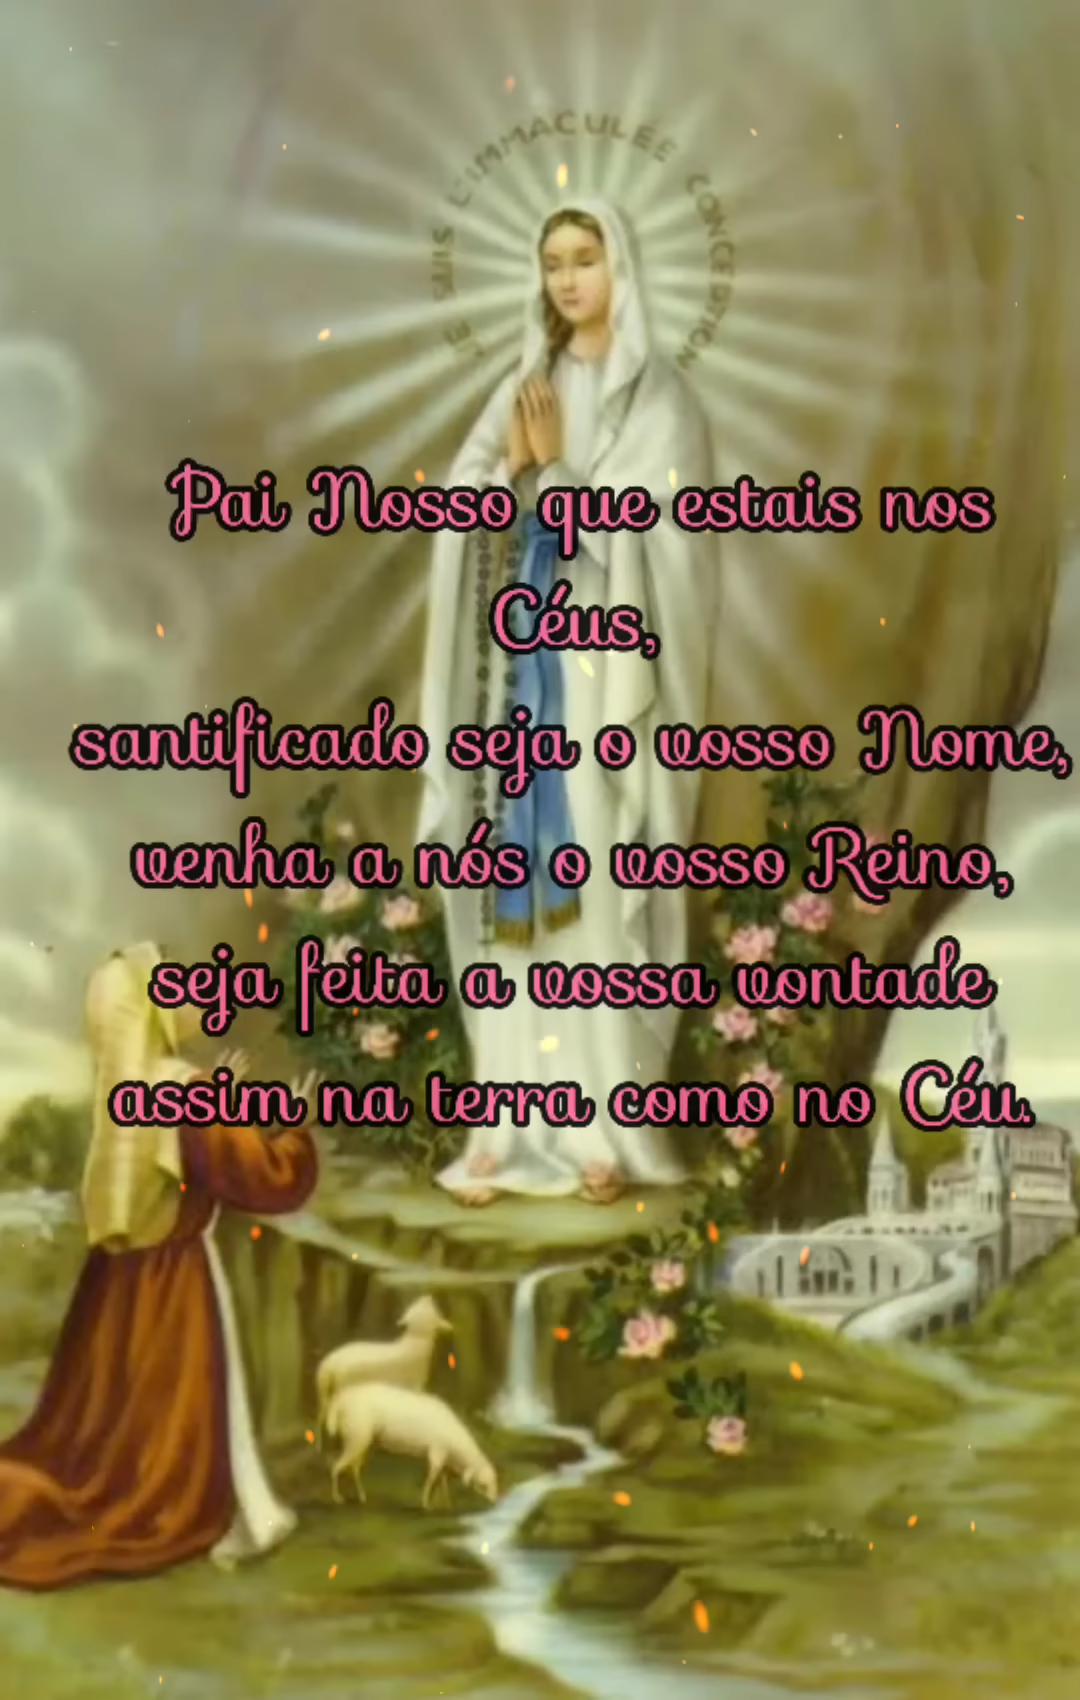 JE SUIS L'IMMACULÉE CONCEPTION
Pai Nosso que estais nos
Céus,
santificado seja o vosso Nome,
venha a nós o vosso Reino,
seja feita a vossa vontade
assim na terra como no Céu.